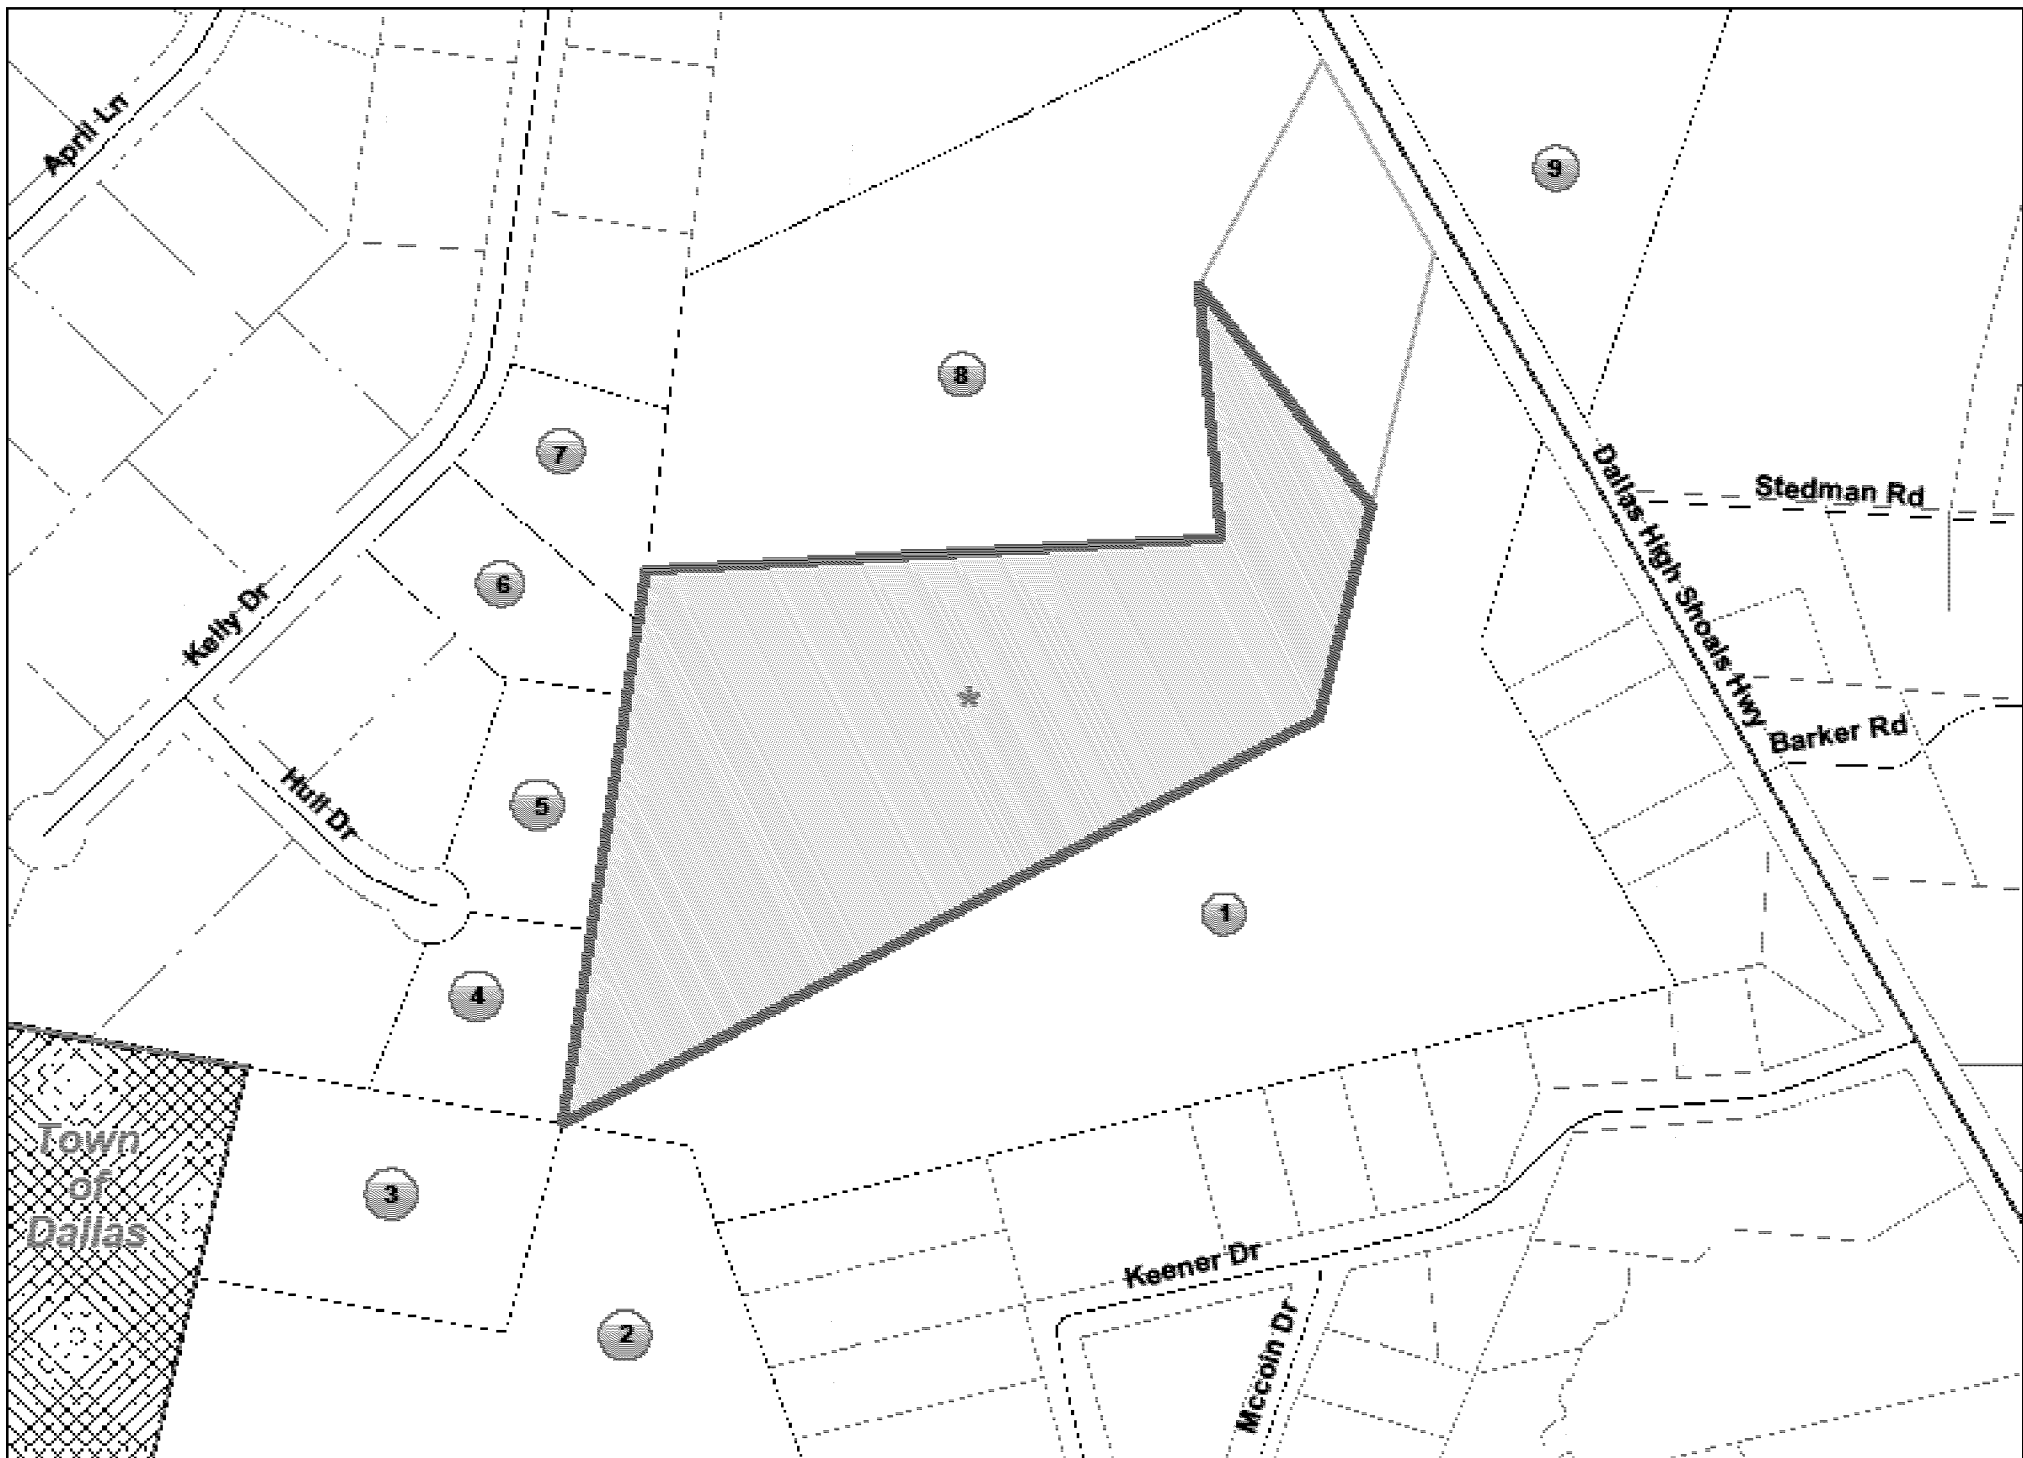 April Ln
9
8
7
Dallas High Shoals Hwy
Stedman Rd
6
Kelly Dr
*
Barker Rd
Hull Dr
5
1
4
Town
of
Dallas
3
Keener Dr
2
Mccoin Dr